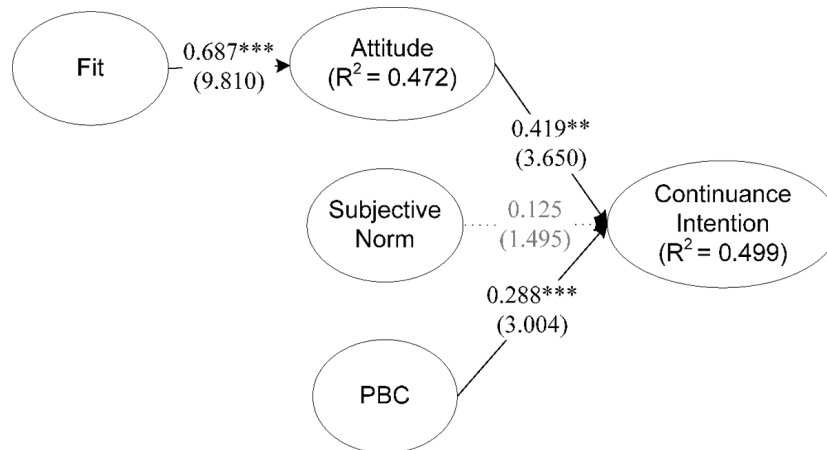 Fit
0.687***
(9.810)
Attitude
(R² = 0.472)
0.419**
(3.650)
Subjective
Norm
0.125
(1.495)
Continuance
Intention
(R² = 0.499)
0.288***
(3.004)
PBC